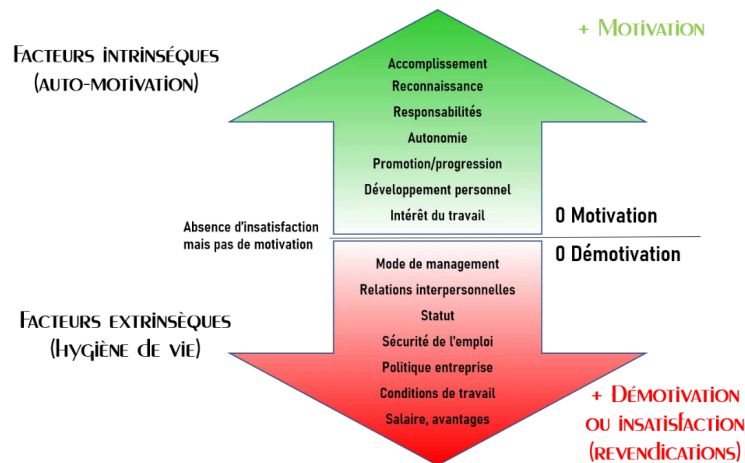 + Motivation
Facteurs intrinséques
(auto-motivation)
Accomplissement
Reconnaissance
Responsabilités
Autonomie
Promotion/progression
Développement personnel
Intérêt du travail
0 Motivation
Absence d'insatisfaction
mais pas de motivation
0 Démotivation
Mode de management
Relations interpersonnelles
Statut
Sécurité de l'emploi
Politique entreprise
Conditions de travail
Salaire, avantages
Facteurs extrinsèques
(hygiène de vie)
+ Démotivation
ou insatisfaction
(revendications)